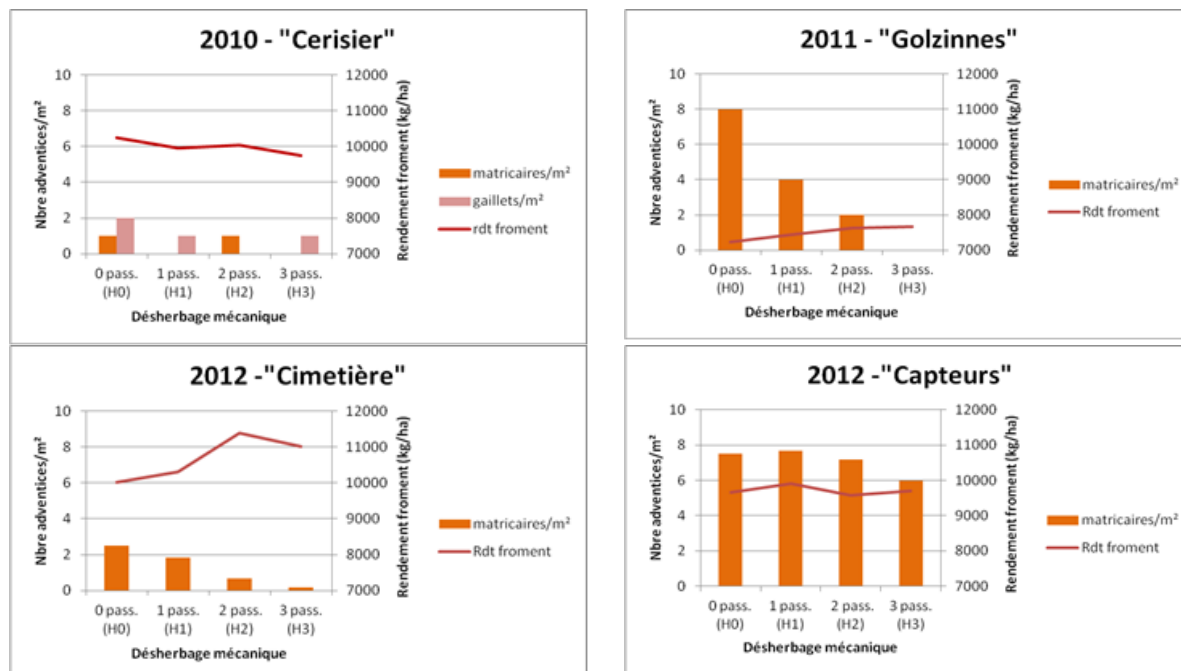 2010 - "Cerisier"
Nbre adventices/m²
10
8
6
4
2
0
12000
11000
10000
9000
8000
7000
Rendement froment (kg/ha)
0 pass. 1 pass. 2 pass. 3 pass.
(H0) (H1) (H2) (H3)
Désherbage mécanique
matricaires/m²
gaillets/m²
rdt froment
2011 - "Golzinnes"
Nbre adventices/m²
10
8
6
4
2
0
12000
11000
10000
9000
8000
7000
Rendement froment (kg/ha)
0 pass. 1 pass. 2 pass. 3 pass.
(H0) (H1) (H2) (H3)
Désherbage mécanique
matricaires/m²
Rdt froment
2012 -"Cimetière"
Nbre adventices/m²
10
8
6
4
2
0
12000
11000
10000
9000
8000
7000
Rendement froment (kg/ha)
0 pass. 1 pass. 2 pass. 3 pass.
(H0) (H1) (H2) (H3)
Désherbage mécanique
matricaires/m²
Rdt froment
2012 -"Capteurs"
Nbre adventices/m²
10
8
6
4
2
0
12000
11000
10000
9000
8000
7000
Rendement froment (kg/ha)
0 pass. 1 pass. 2 pass. 3 pass.
(H0) (H1) (H2) (H3)
Désherbage mécanique
matricaires/m²
Rdt froment